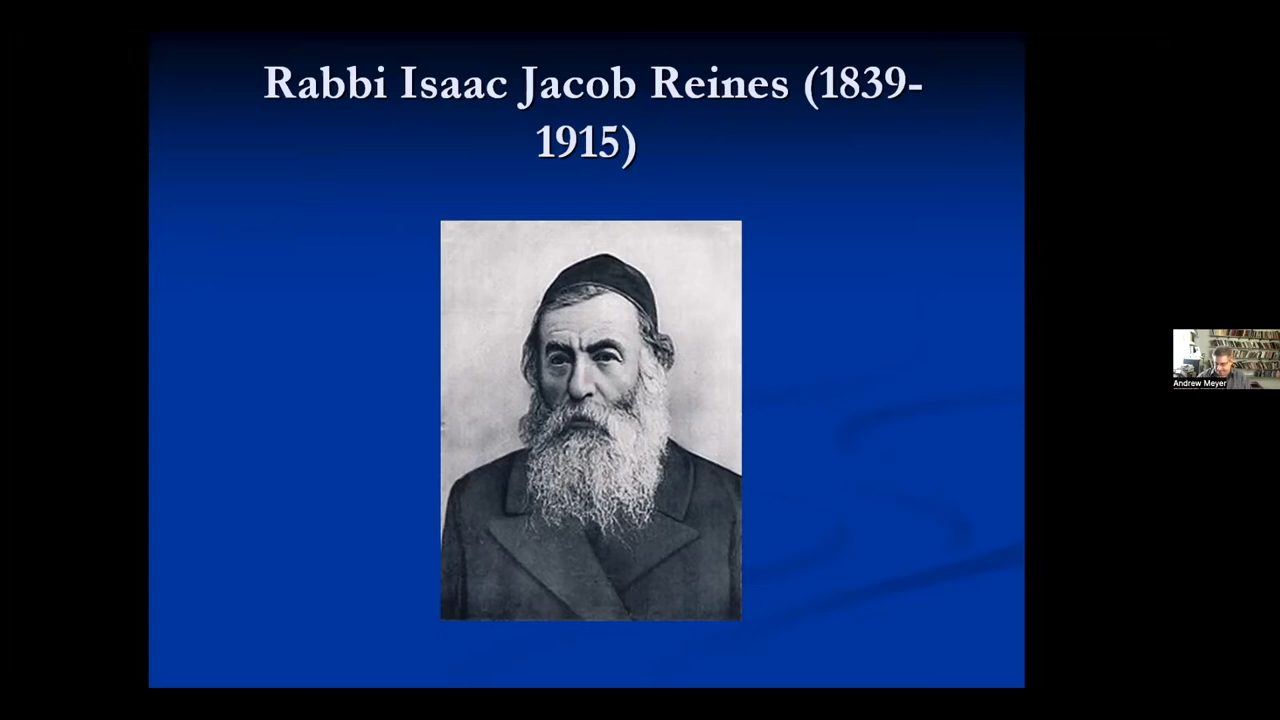 Rabbi Isaac Jacob Reines (1839-
1915)
Andrew Meyer